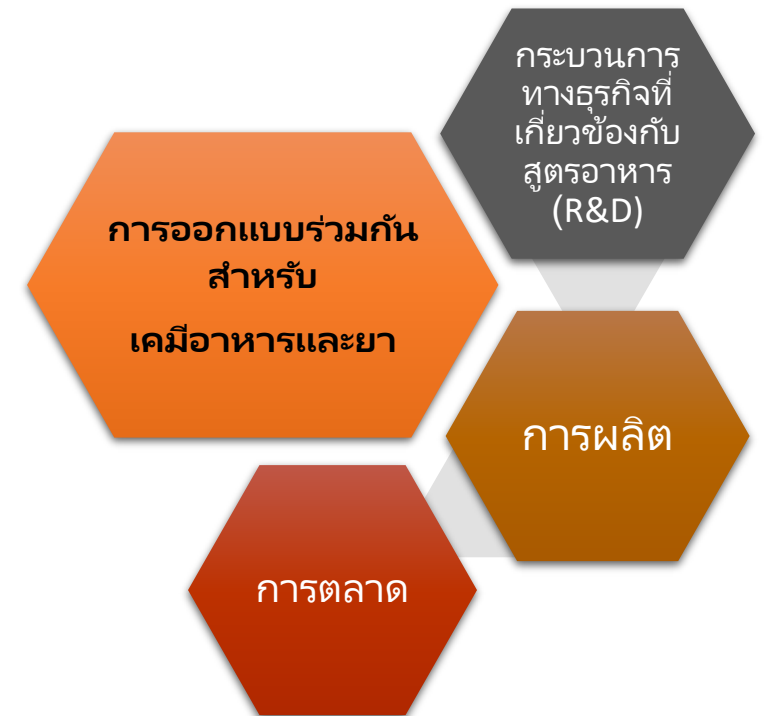 กระบวนการ
ทางธุรกิจที่
เกี่ยวข้องกับ
สูตรอาหาร
(R&D)
การออกแบบร่วมกัน
สำหรับ
เคมีอาหารและยา
การผลิต
การตลาด